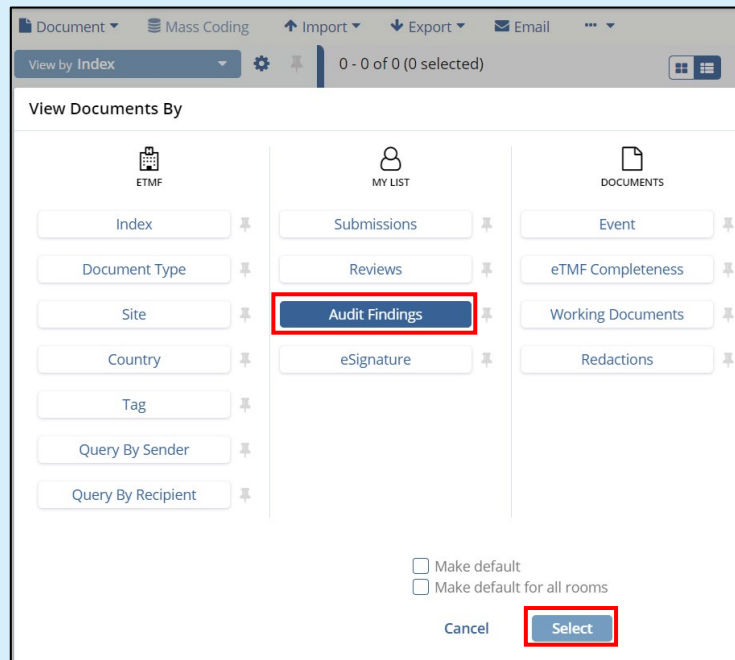 Document Mass Coding Import Export Email ...
View by Index 0 - 0 of 0 (0 selected)
View Documents By
ETMF MY LIST DOCUMENTS
Index Submissions Event
Document Type Reviews eTMF Completeness
Site Audit Findings Working Documents
Country eSignature Redactions
Tag
Query By Sender
Query By Recipient
Make default
Make default for all rooms
Cancel Select